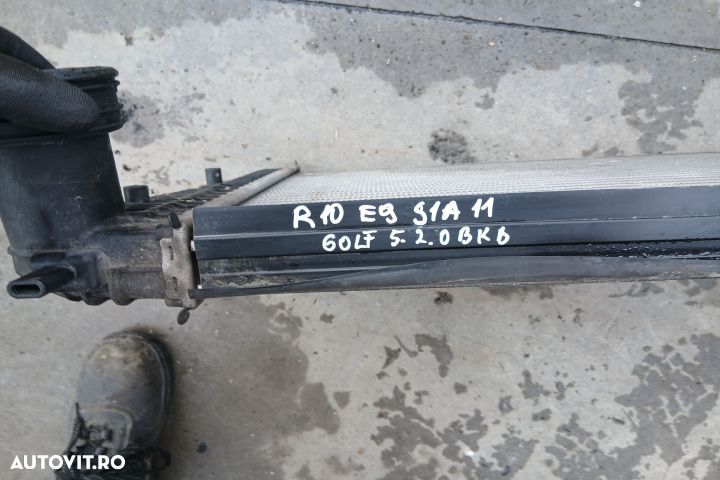 R10 E9 S1A 11
GOLF 5. 2.0 BKD
AUTOVIT.RO